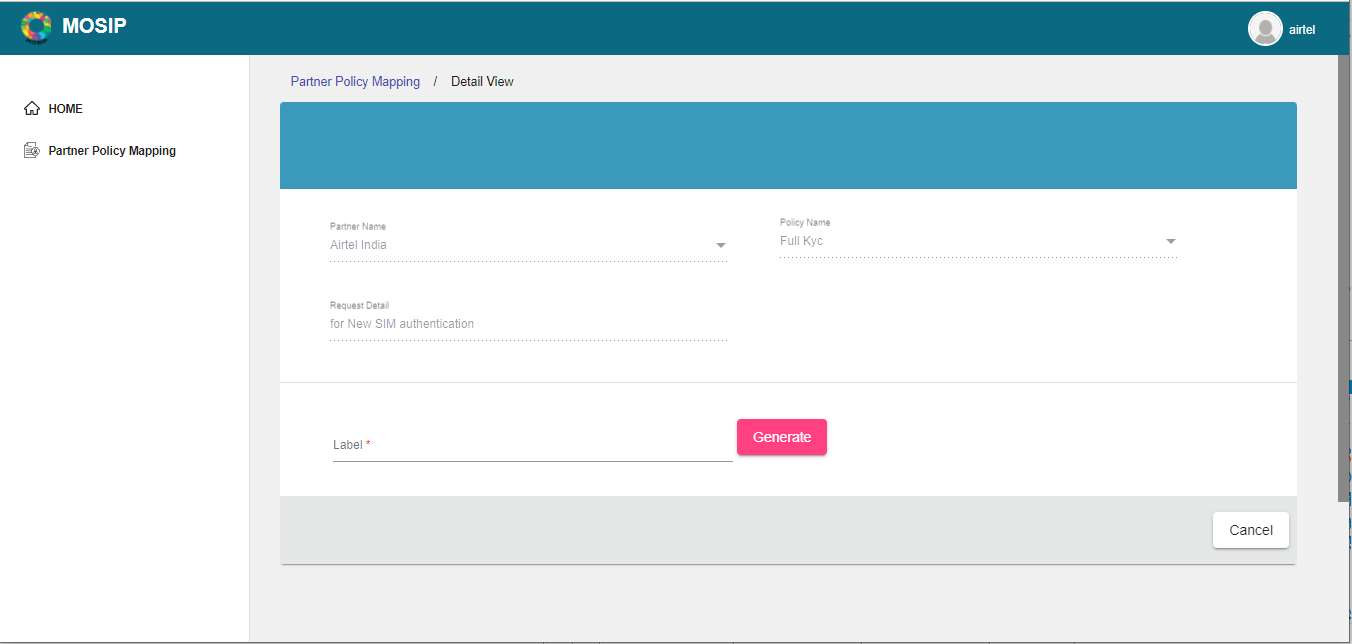 MOSIP
airtel
HOME
Partner Policy Mapping
Partner Policy Mapping / Detail View
Partner Name
Airtel India
Policy Name
Full Kyc
Request Detail
for New SIM authentication
Label *
Generate
Cancel